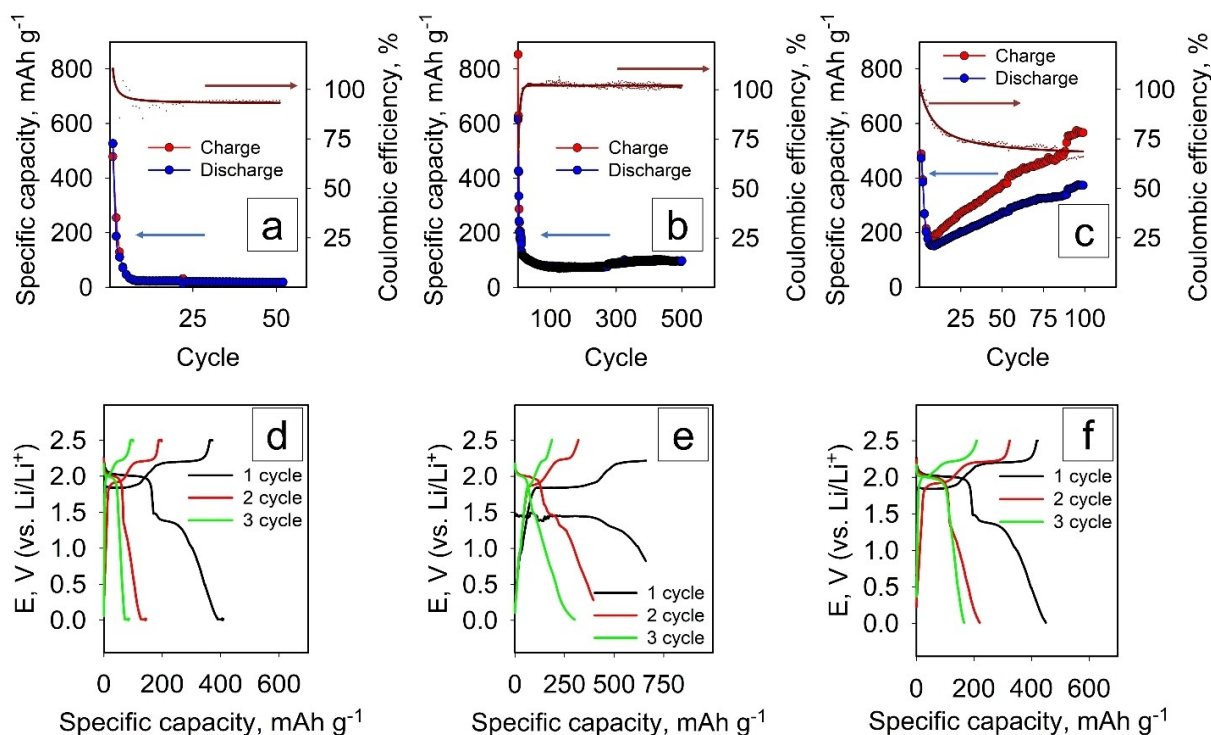 Specific capacity, mAh g⁻¹
800
600
400
200
0
25
50
Cycle
100
75
50
25
Coulombic efficiency, %
Charge
Discharge
a
Specific capacity, mAh g⁻¹
800
600
400
200
0
100
300
500
Cycle
100
75
50
25
Coulombic efficiency, %
Charge
Discharge
b
Specific capacity, mAh g⁻¹
800
600
400
200
0
25
50
75
100
Cycle
100
75
50
25
Coulombic efficiency, %
Charge
Discharge
c
E, V (vs. Li/Li⁺)
2.5
2.0
1.5
1.0
0.5
0.0
0
200
400
600
Specific capacity, mAh g⁻¹
d
1 cycle
2 cycle
3 cycle
E, V (vs. Li/Li⁺)
2.5
2.0
1.5
1.0
0.5
0.0
0
250
500
750
Specific capacity, mAh g⁻¹
e
1 cycle
2 cycle
3 cycle
E, V (vs. Li/Li⁺)
2.5
2.0
1.5
1.0
0.5
0.0
0
200
400
600
Specific capacity, mAh g⁻¹
f
1 cycle
2 cycle
3 cycle